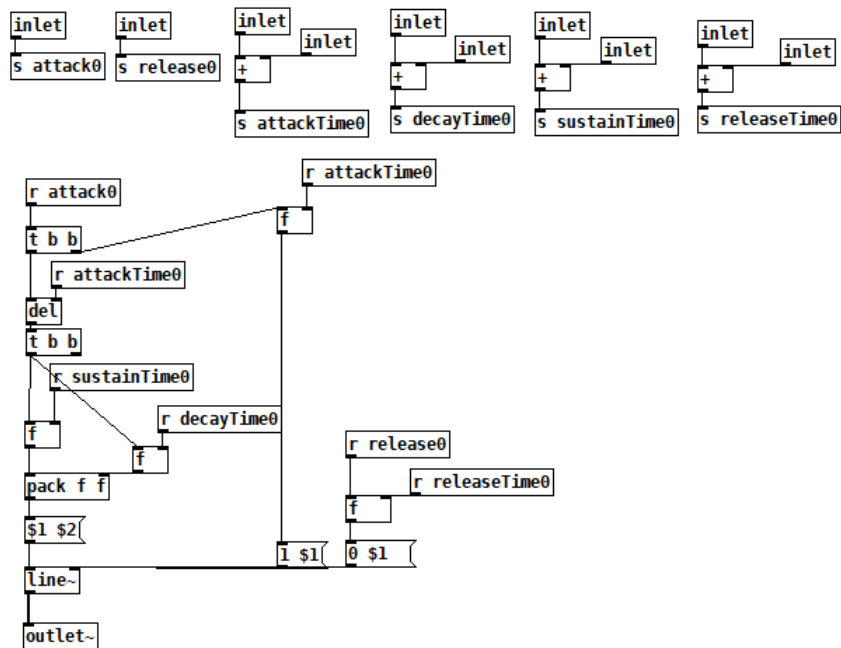 inlet
inlet
inlet
inlet
inlet
inlet
inlet
inlet
inlet
inlet
+
+
+
+
s attack0
s release0
s attackTime0
s decayTime0
s sustainTime0
s releaseTime0
r attackTime0
r attack0
f
t b b
r attackTime0
del
t b b
r sustainTime0
r decayTime0
f
f
r release0
pack f f
r releaseTime0
f
$1 $2
1 $1
0 $1
line~
outlet~